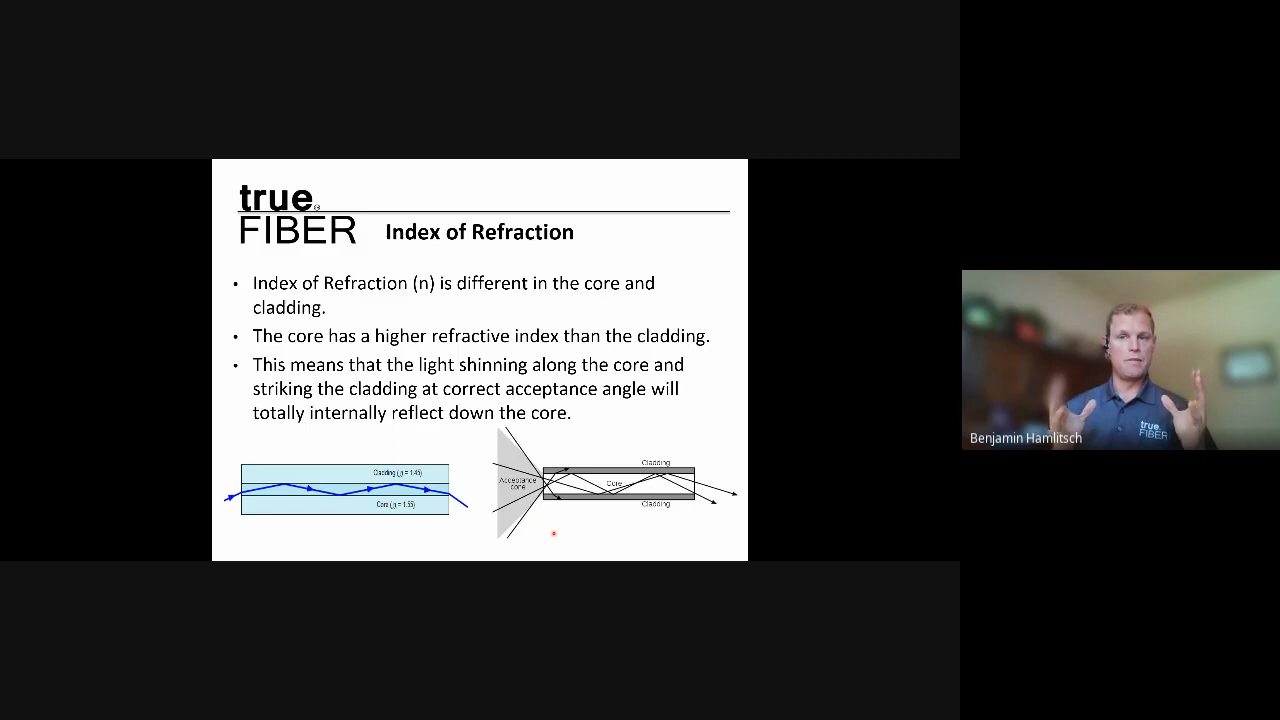 true®
FIBER
Index of Refraction
• Index of Refraction (n) is different in the core and
cladding.
• The core has a higher refractive index than the cladding.
• This means that the light shinning along the core and
striking the cladding at correct acceptance angle will
totally internally reflect down the core.
Cladding (n = 1.45)
Core (n = 1.55)
Acceptance
cone
Cladding
Core
Cladding
true
FIBER
Benjamin Hamlitsch